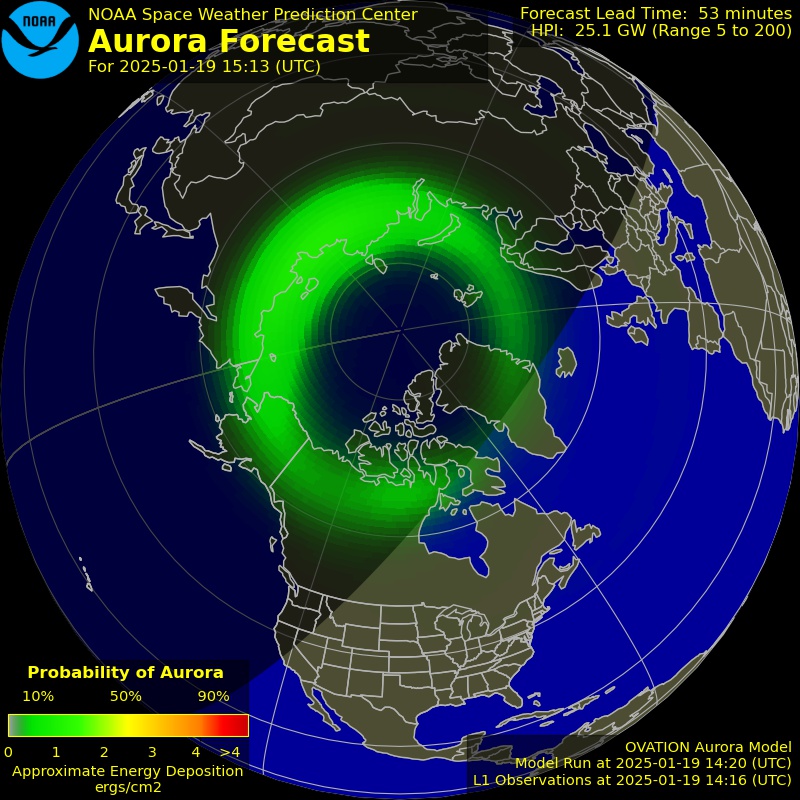 NOAA
NOAA Space Weather Prediction Center
Aurora Forecast
For 2025-01-19 15:13 (UTC)
Forecast Lead Time: 53 minutes
HPI: 25.1 GW (Range 5 to 200)
Probability of Aurora
10% 50% 90%
0 1 2 3 4 >4
Approximate Energy Deposition
ergs/cm2
OVATION Aurora Model
Model Run at 2025-01-19 14:20 (UTC)
L1 Observations at 2025-01-19 14:16 (UTC)